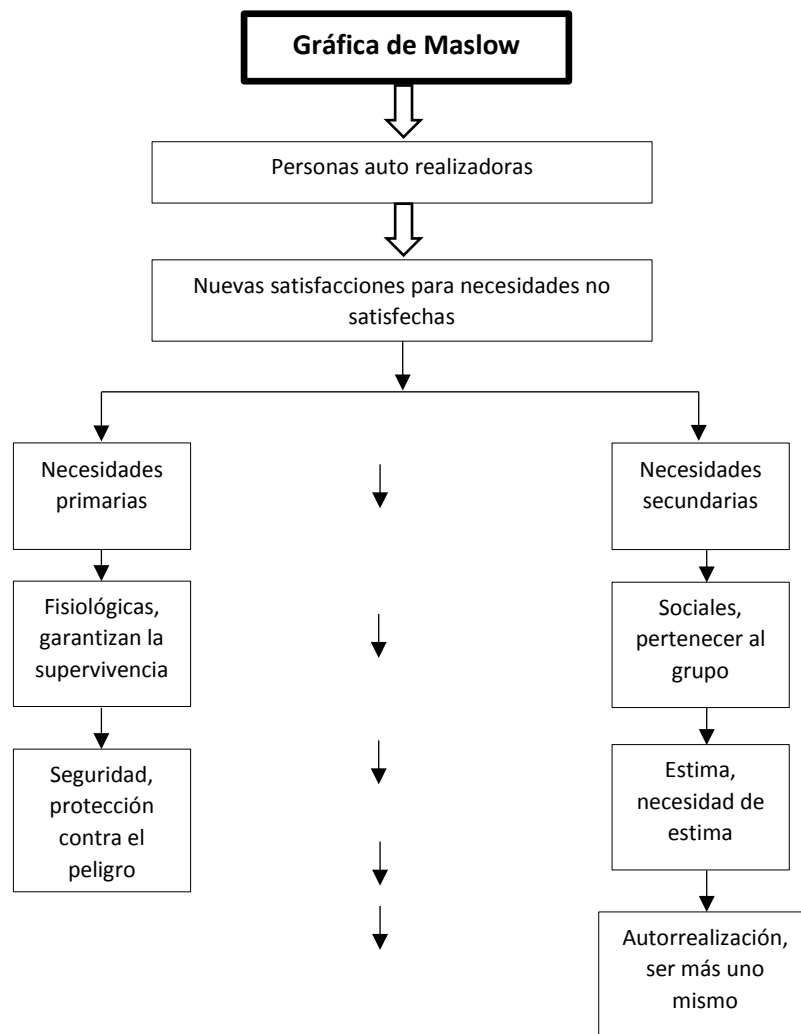 Gráfica de Maslow
Personas auto realizadoras
Nuevas satisfacciones para necesidades no
satisfechas
Necesidades
primarias
Necesidades
secundarias
Fisiológicas,
garantizan la
supervivencia
Sociales,
pertenecer al
grupo
Seguridad,
protección
contra el
peligro
Estima,
necesidad de
estima
Autorrealización,
ser más uno
mismo